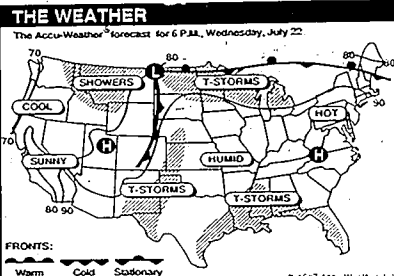 THE WEATHER
The Accu-Weather® forecast for 6 P.M., Wednesday, July 22.
70
80
80
80
SHOWERS
L
T-STORMS
COOL
90
HOT
70
H
SUNNY
HUMID
H
T-STORMS
T-STORMS
80 90
FRONTS:
Warm Cold Stationary